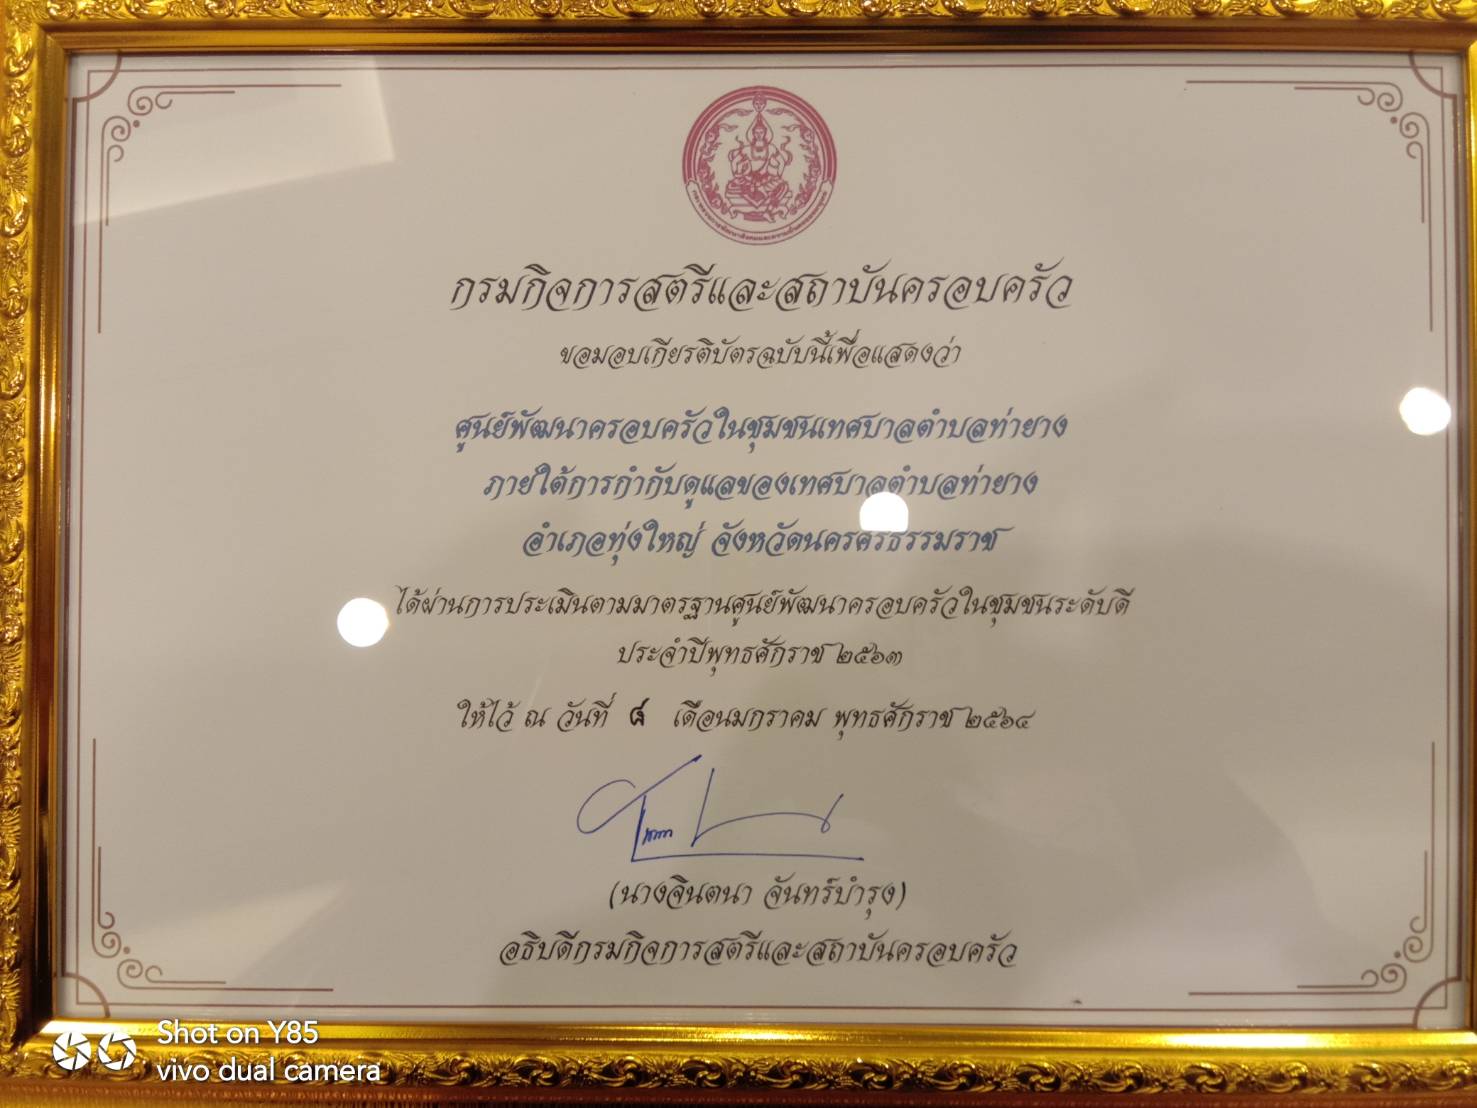 กรมกิจการสตรีและสถาบันครอบครัว
ขอมอบเกียรติบัตรฉบับนี้เพื่อแสดงว่า
ศูนย์พัฒนาครอบครัวในชุมชนเทศบาลตำบลท่ายาง
ภายใต้การกำกับดูแลของเทศบาลตำบลท่ายาง
อำเภอทุ่งใหญ่ จังหวัดนครศรีธรรมราช
ได้ผ่านการประเมินตามมาตรฐานศูนย์พัฒนาครอบครัวในชุมชนระดับดี
ประจำปีพุทธศักราช ๒๕๖๓
ให้ไว้ ณ วันที่ ๘ เดือนมกราคม พุทธศักราช ๒๕๖๔
(นางจินตนา จันทร์บำรุง)
อธิบดีกรมกิจการสตรีและสถาบันครอบครัว
Shot on Y85
vivo dual camera